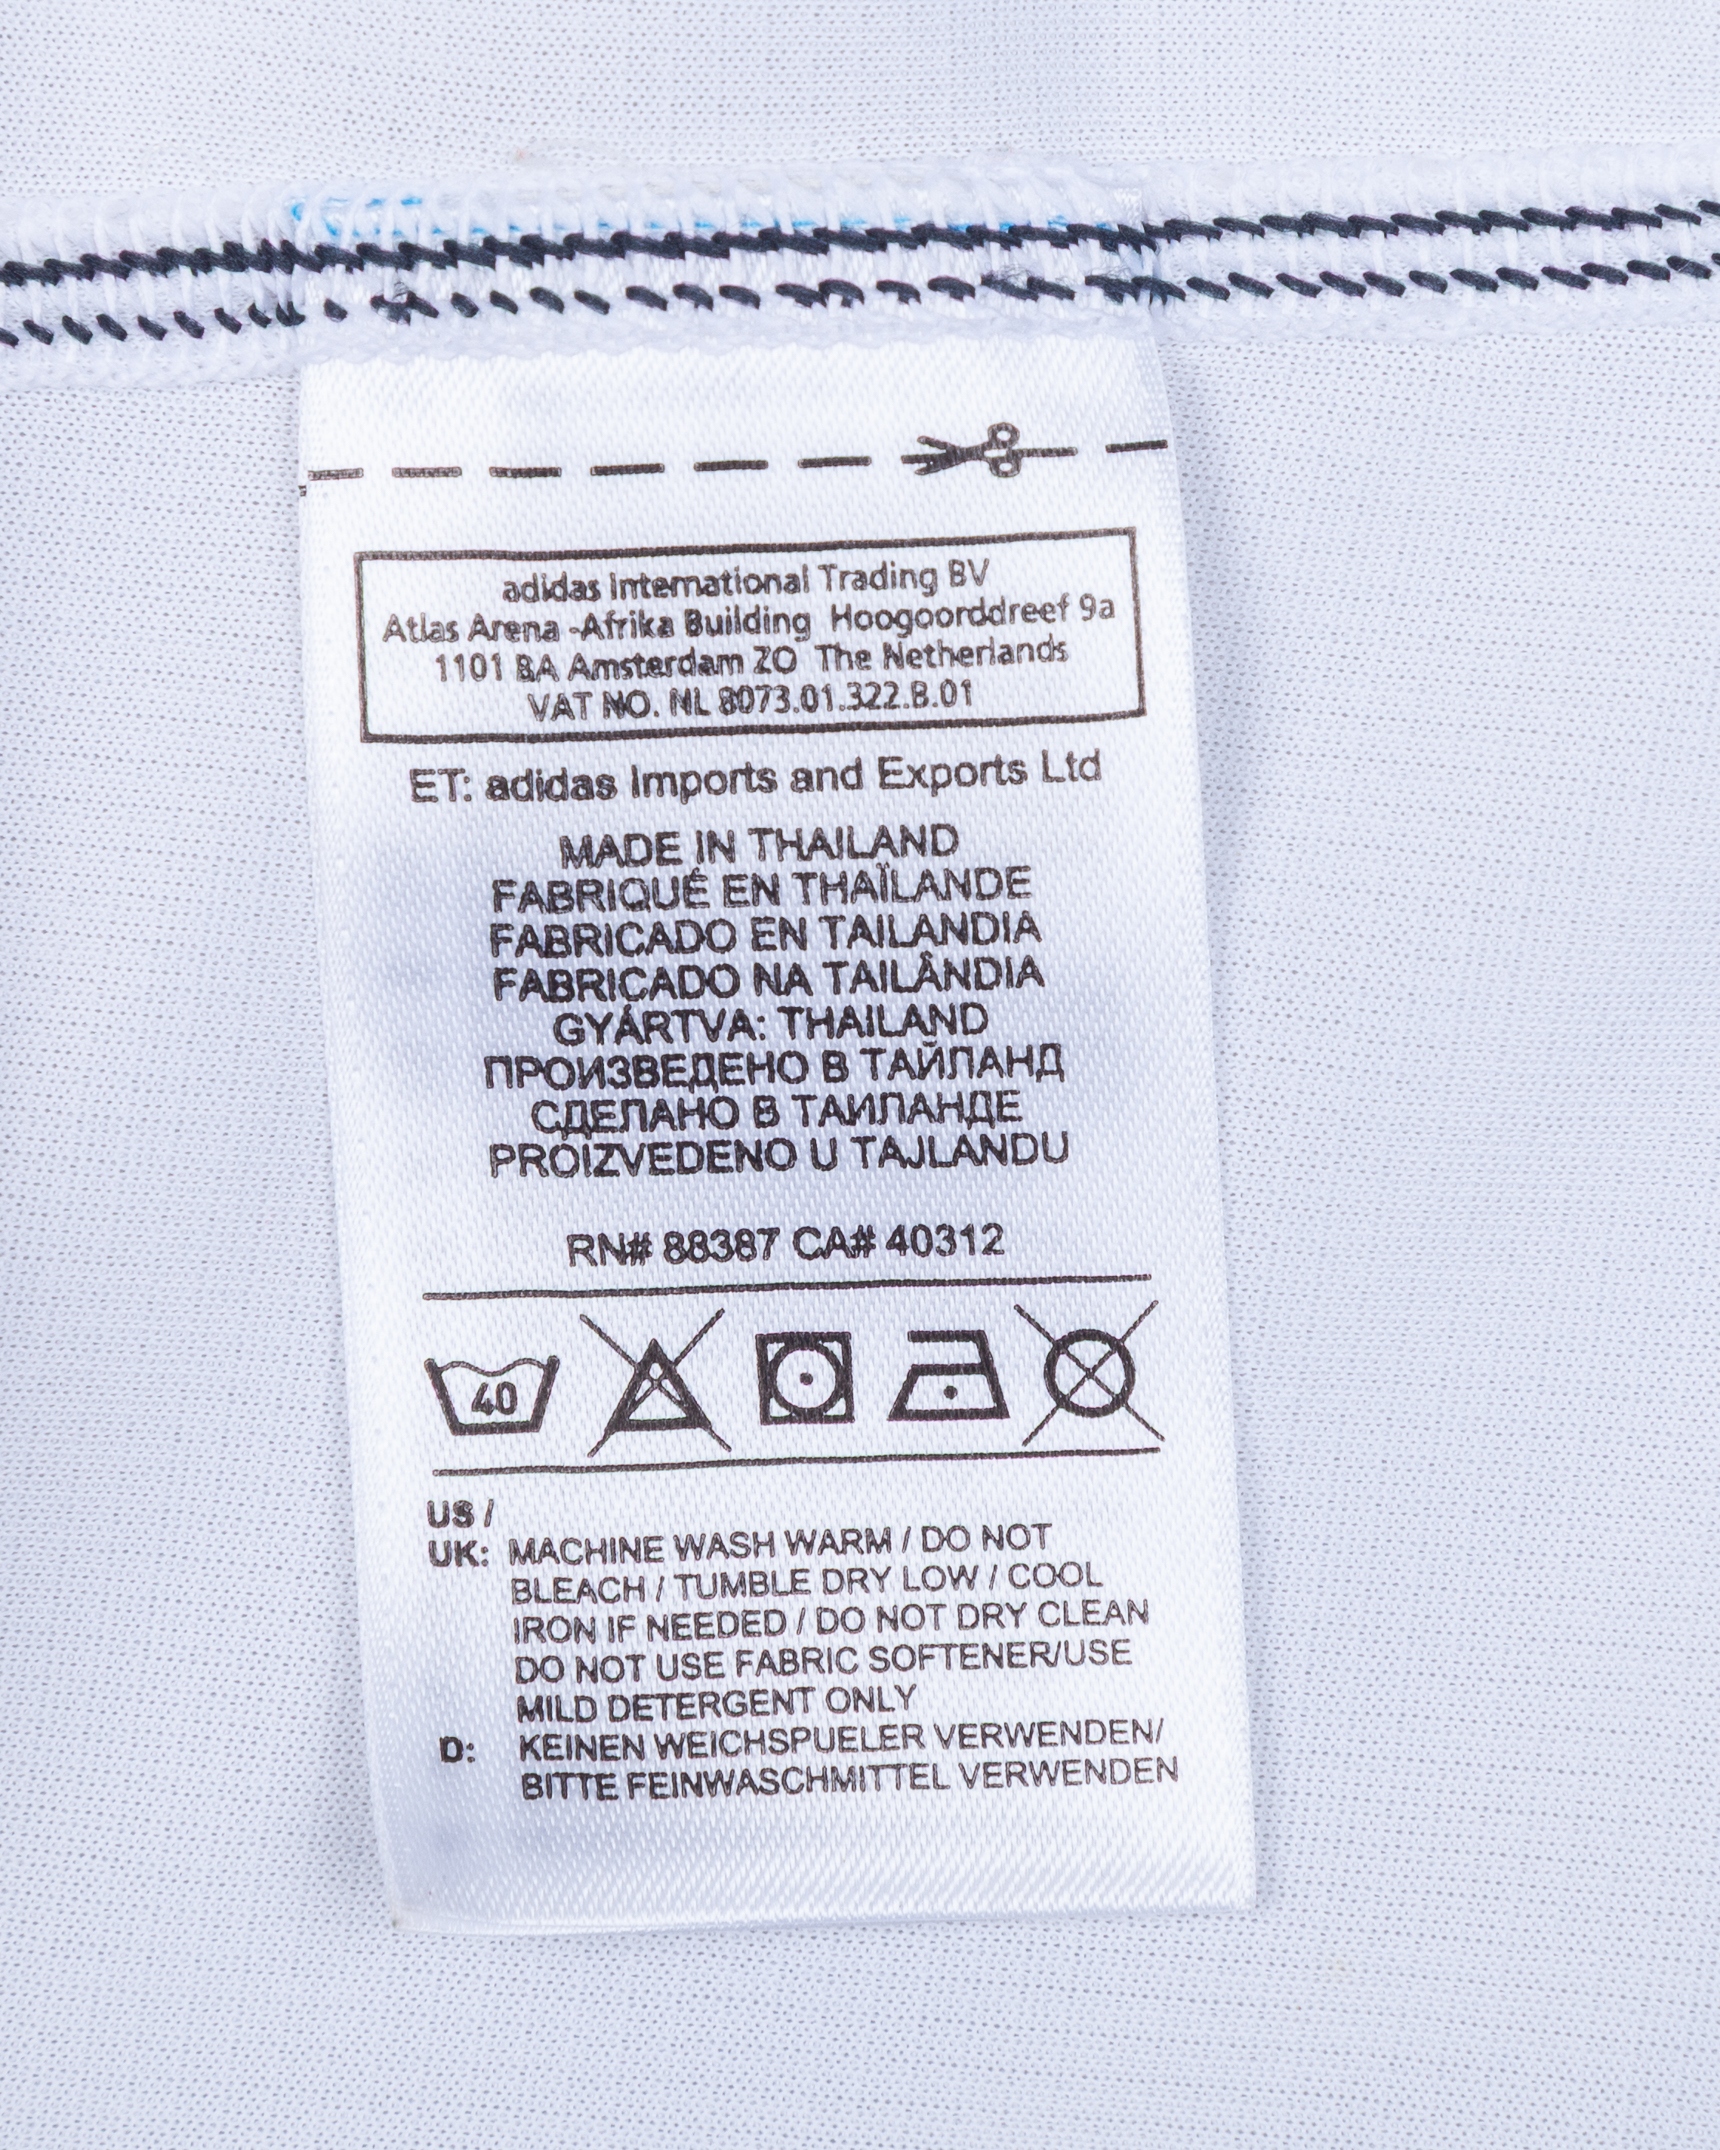 adidas International Trading BV
Atlas Arena -Afrika Building Hoogoorddreef 9a
1101 BA Amsterdam ZO The Netherlands
VAT NO. NL 8073.01.322.B.01
ET: adidas Imports and Exports Ltd
MADE IN THAILAND
FABRIQUÉ EN THAÏLANDE
FABRICADO EN TAILANDIA
FABRICADO NA TAILÂNDIA
GYÁRTVA: THAILAND
ПРОИЗВЕДЕНО В ТАЙЛАНД
СДЕЛАНО В ТАИЛАНДЕ
PROIZVEDENO U TAJLANDU
RN# 88387 CA# 40312
40
US /
UK: MACHINE WASH WARM / DO NOT
BLEACH / TUMBLE DRY LOW / COOL
IRON IF NEEDED / DO NOT DRY CLEAN
DO NOT USE FABRIC SOFTENER/USE
MILD DETERGENT ONLY
D: KEINEN WEICHSPUELER VERWENDEN/
BITTE FEINWASCHMITTEL VERWENDEN